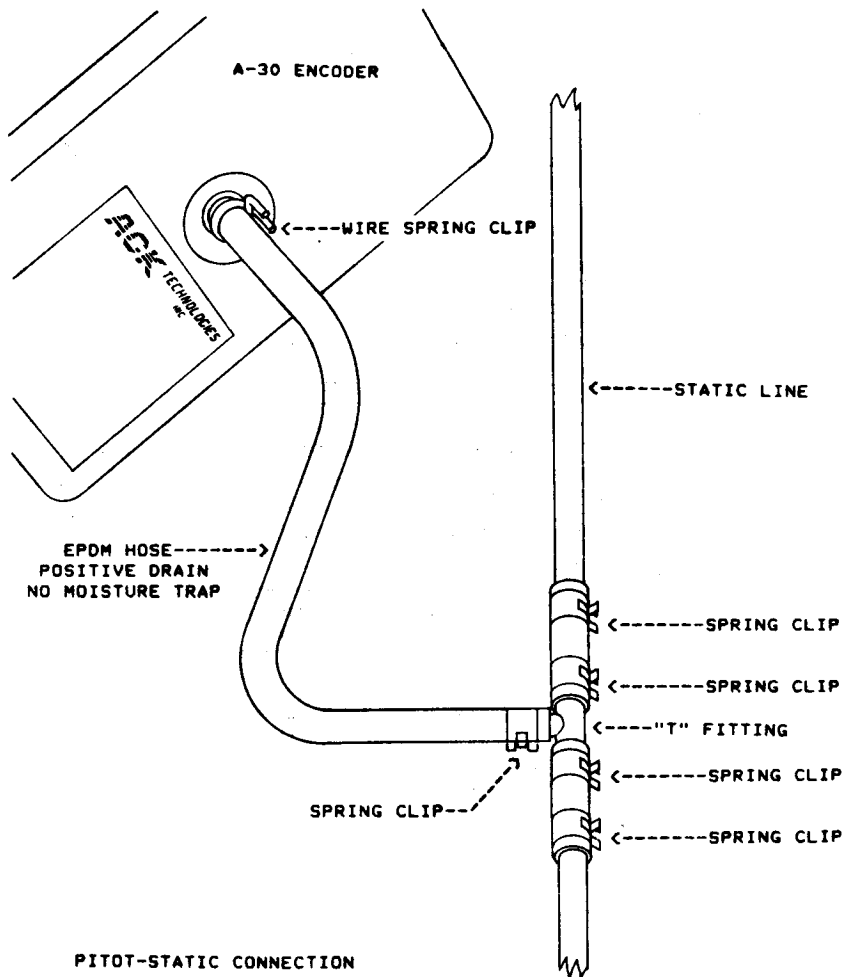 A-30 ENCODER
<----WIRE SPRING CLIP
ACK
TECHNOLOGIES
INC
<------STATIC LINE
EPDM HOSE------->
POSITIVE DRAIN
NO MOISTURE TRAP
<-------SPRING CLIP
<-------SPRING CLIP
<----"T" FITTING
<-------SPRING CLIP
SPRING CLIP---
<-------SPRING CLIP
PITOT-STATIC CONNECTION